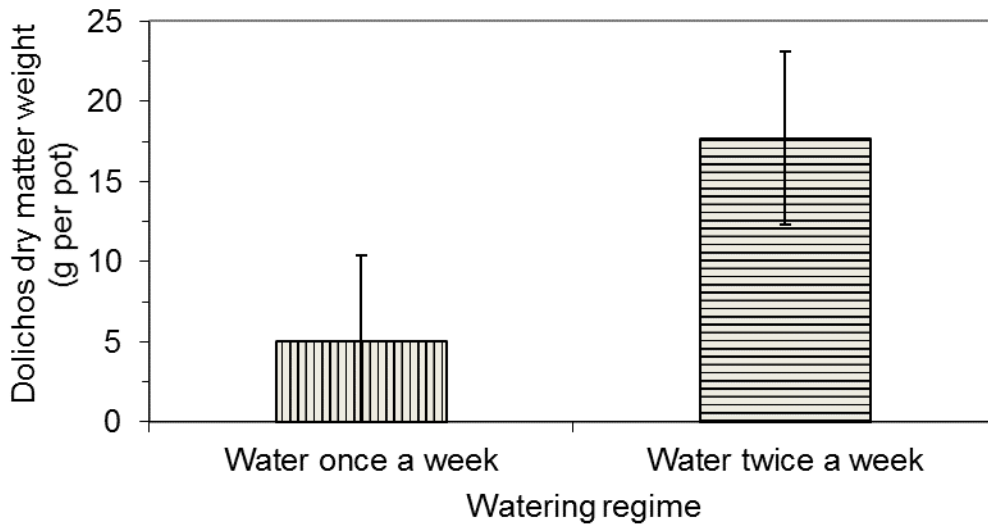 Dolichos dry matter weight
(g per pot)
25
20
15
10
5
0
Water once a week
Water twice a week
Watering regime